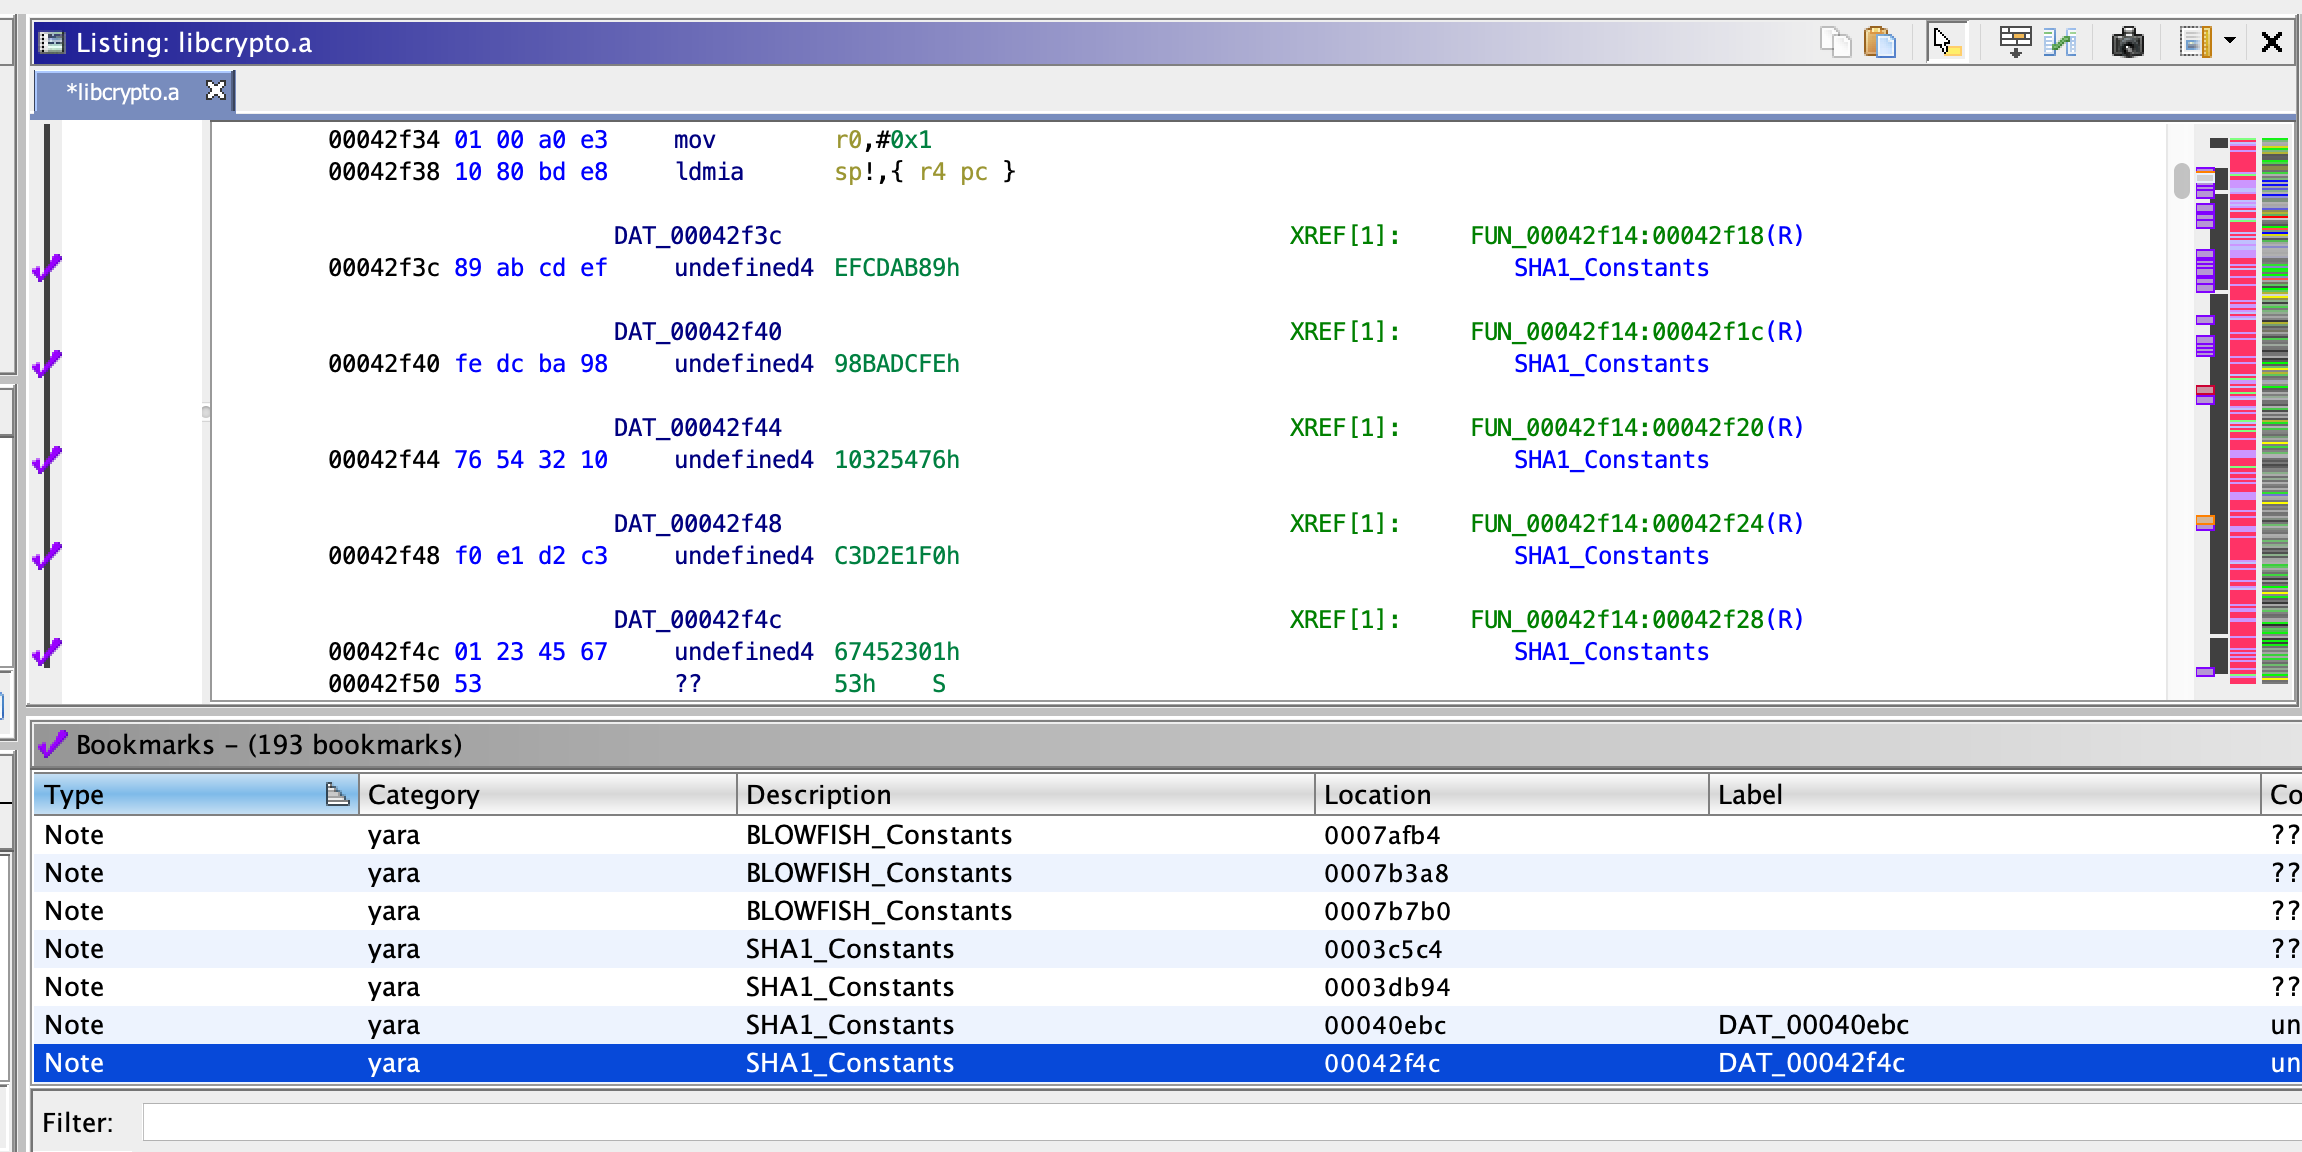 Listing: libcrypto.a
*libcrypto.a
00042f34 01 00 a0 e3 mov r0,#0x1
00042f38 10 80 bd e8 ldmia sp!,{ r4 pc }
DAT_00042f3c XREF[1]: FUN_00042f14:00042f18(R)
00042f3c 89 ab cd ef undefined4 EFCDAB89h SHA1_Constants
DAT_00042f40 XREF[1]: FUN_00042f14:00042f1c(R)
00042f40 fe dc ba 98 undefined4 98BADCFEh SHA1_Constants
DAT_00042f44 XREF[1]: FUN_00042f14:00042f20(R)
00042f44 76 54 32 10 undefined4 10325476h SHA1_Constants
DAT_00042f48 XREF[1]: FUN_00042f14:00042f24(R)
00042f48 f0 e1 d2 c3 undefined4 C3D2E1F0h SHA1_Constants
DAT_00042f4c XREF[1]: FUN_00042f14:00042f28(R)
00042f4c 01 23 45 67 undefined4 67452301h SHA1_Constants
00042f50 53 ?? 53h S
Bookmarks – (193 bookmarks)
Type Category Description Location Label Co
Note yara BLOWFISH_Constants 0007afb4 ??
Note yara BLOWFISH_Constants 0007b3a8 ??
Note yara BLOWFISH_Constants 0007b7b0 ??
Note yara SHA1_Constants 0003c5c4 ??
Note yara SHA1_Constants 0003db94 ??
Note yara SHA1_Constants 00040ebc DAT_00040ebc un
Note yara SHA1_Constants 00042f4c DAT_00042f4c un
Filter: